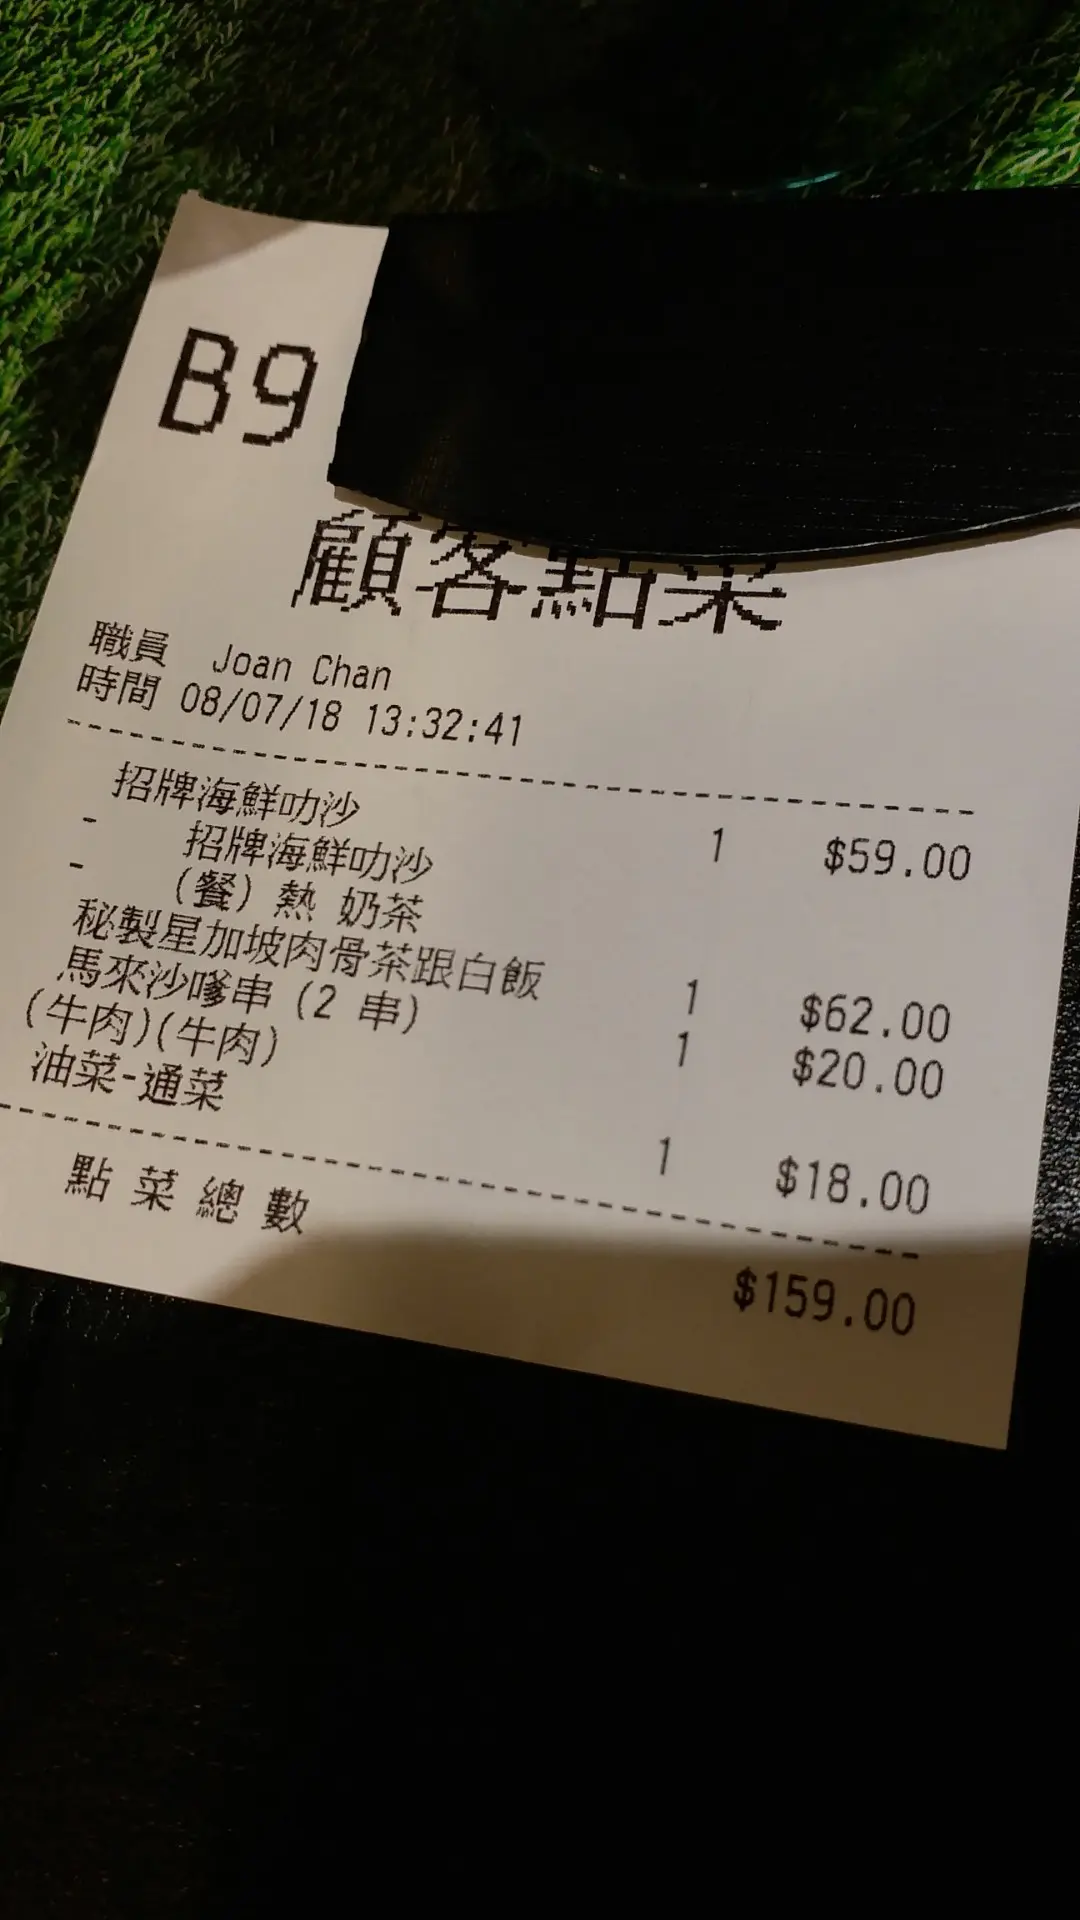 B9
顧客點菜
職員 Joan Chan
時間 08/07/18 13:32:41
招牌海鮮叻沙 1 $59.00
- 招牌海鮮叻沙
- (餐) 熱 奶茶
秘製星加坡肉骨茶跟白飯 1 $62.00
馬來沙嗲串 (2 串) 1 $20.00
(牛肉)(牛肉)
油菜-通菜 1 $18.00
點 菜 總 數 $159.00